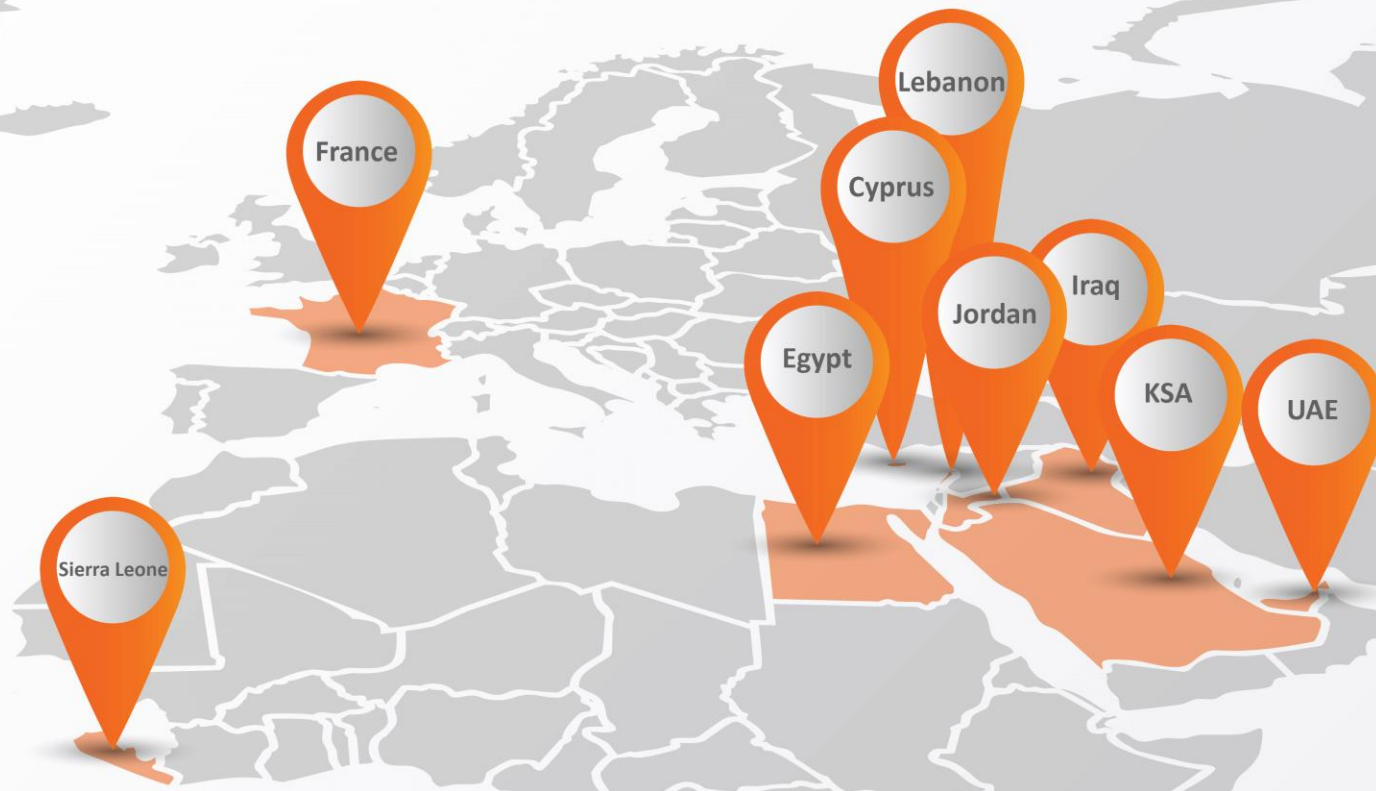 Lebanon
France
Cyprus
Iraq
Jordan
Egypt
KSA
UAE
Sierra Leone